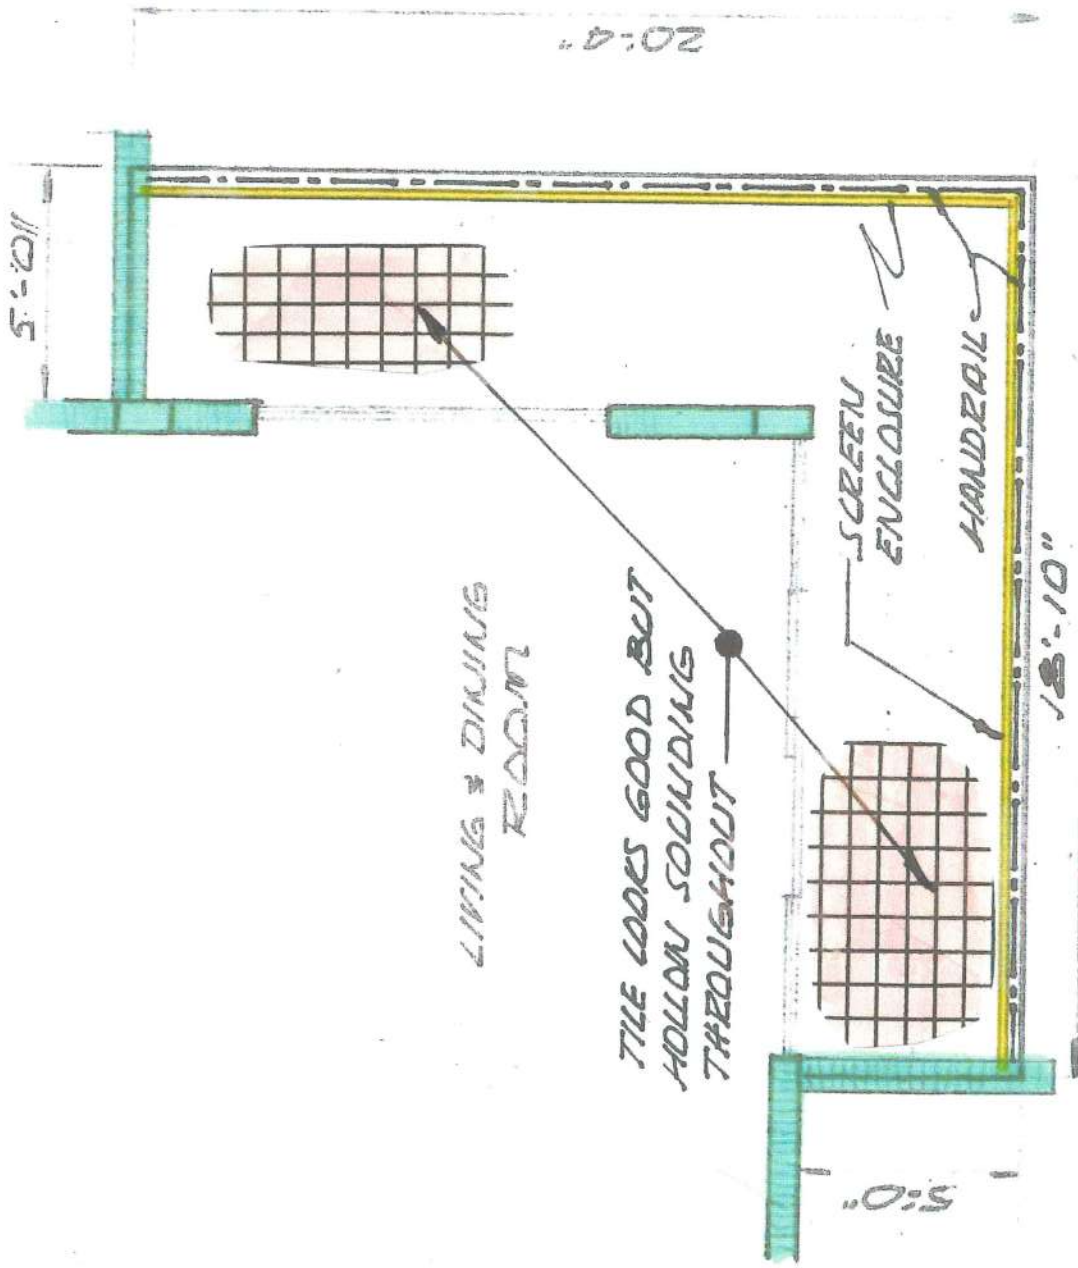 20'-4"
5'-0"
LIVING & DINING
ROOM
TILE LOOKS GOOD BUT
HOLLOW SOUNDING
THROUGHOUT
SCREEN
ENCLOSURE
HANDRAIL
18'-10"
5'-0"